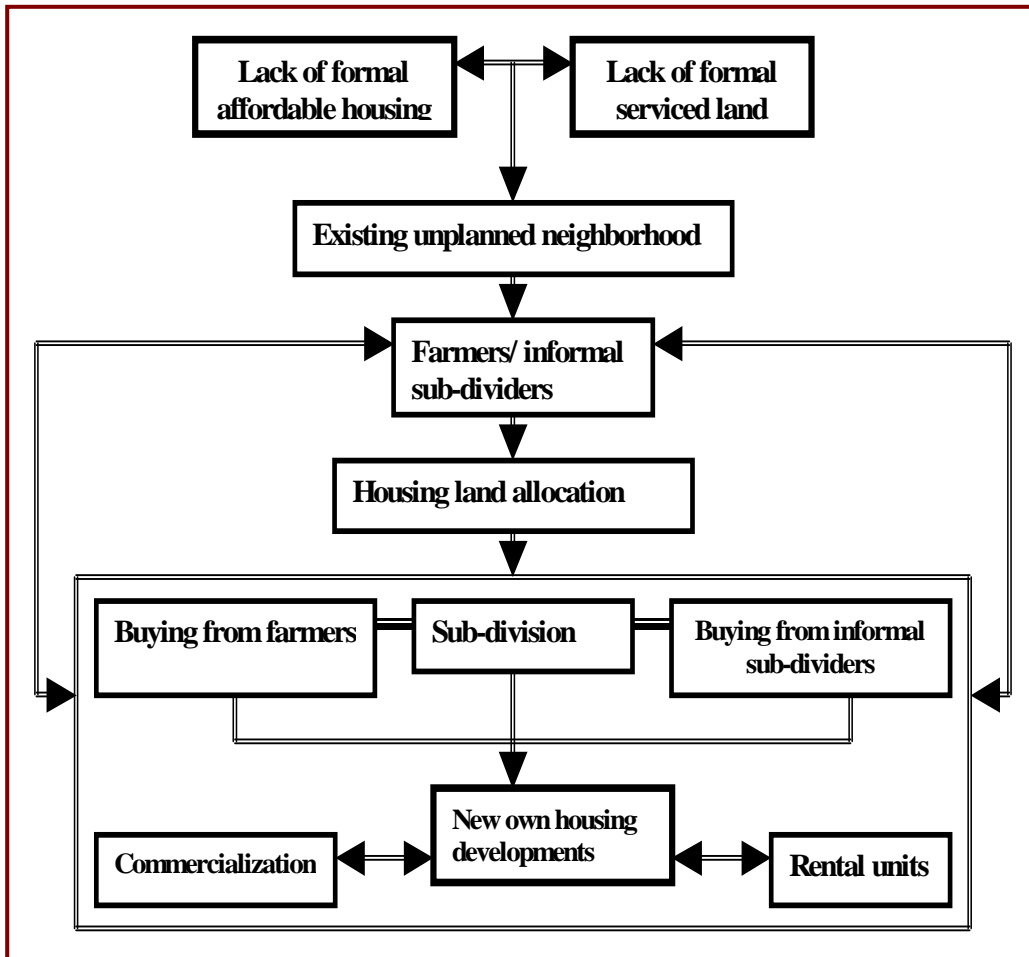 Lack of formal
affordable housing
Lack of formal
serviced land
Existing unplanned neighborhood
Farmers/ informal
sub-dividers
Housing land allocation
Buying from farmers
Sub-division
Buying from informal
sub-dividers
New own housing
developments
Commercialization
Rental units